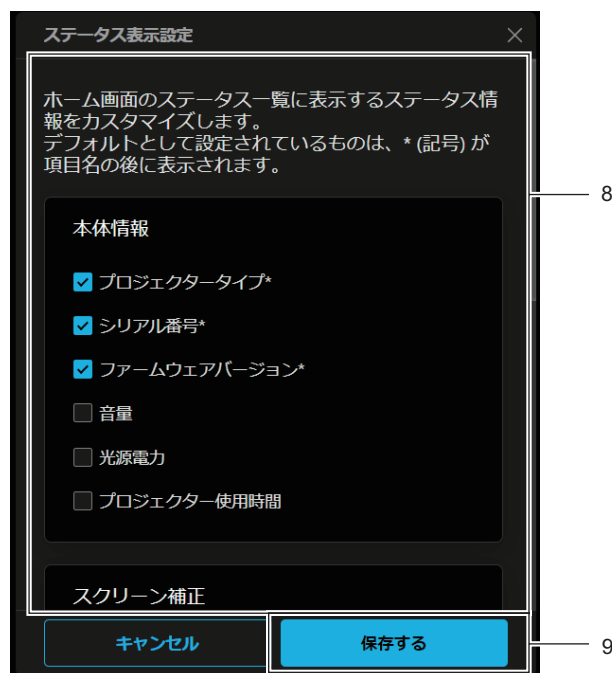 ステータス表示設定
ホーム画面のステータス一覧に表示するステータス情
報をカスタマイズします。
デフォルトとして設定されているものは、* (記号) が
項目名の後に表示されます。
8
本体情報
プロジェクタータイプ*
シリアル番号*
ファームウェアバージョン*
音量
光源電力
プロジェクター使用時間
スクリーン補正
キャンセル
保存する
9